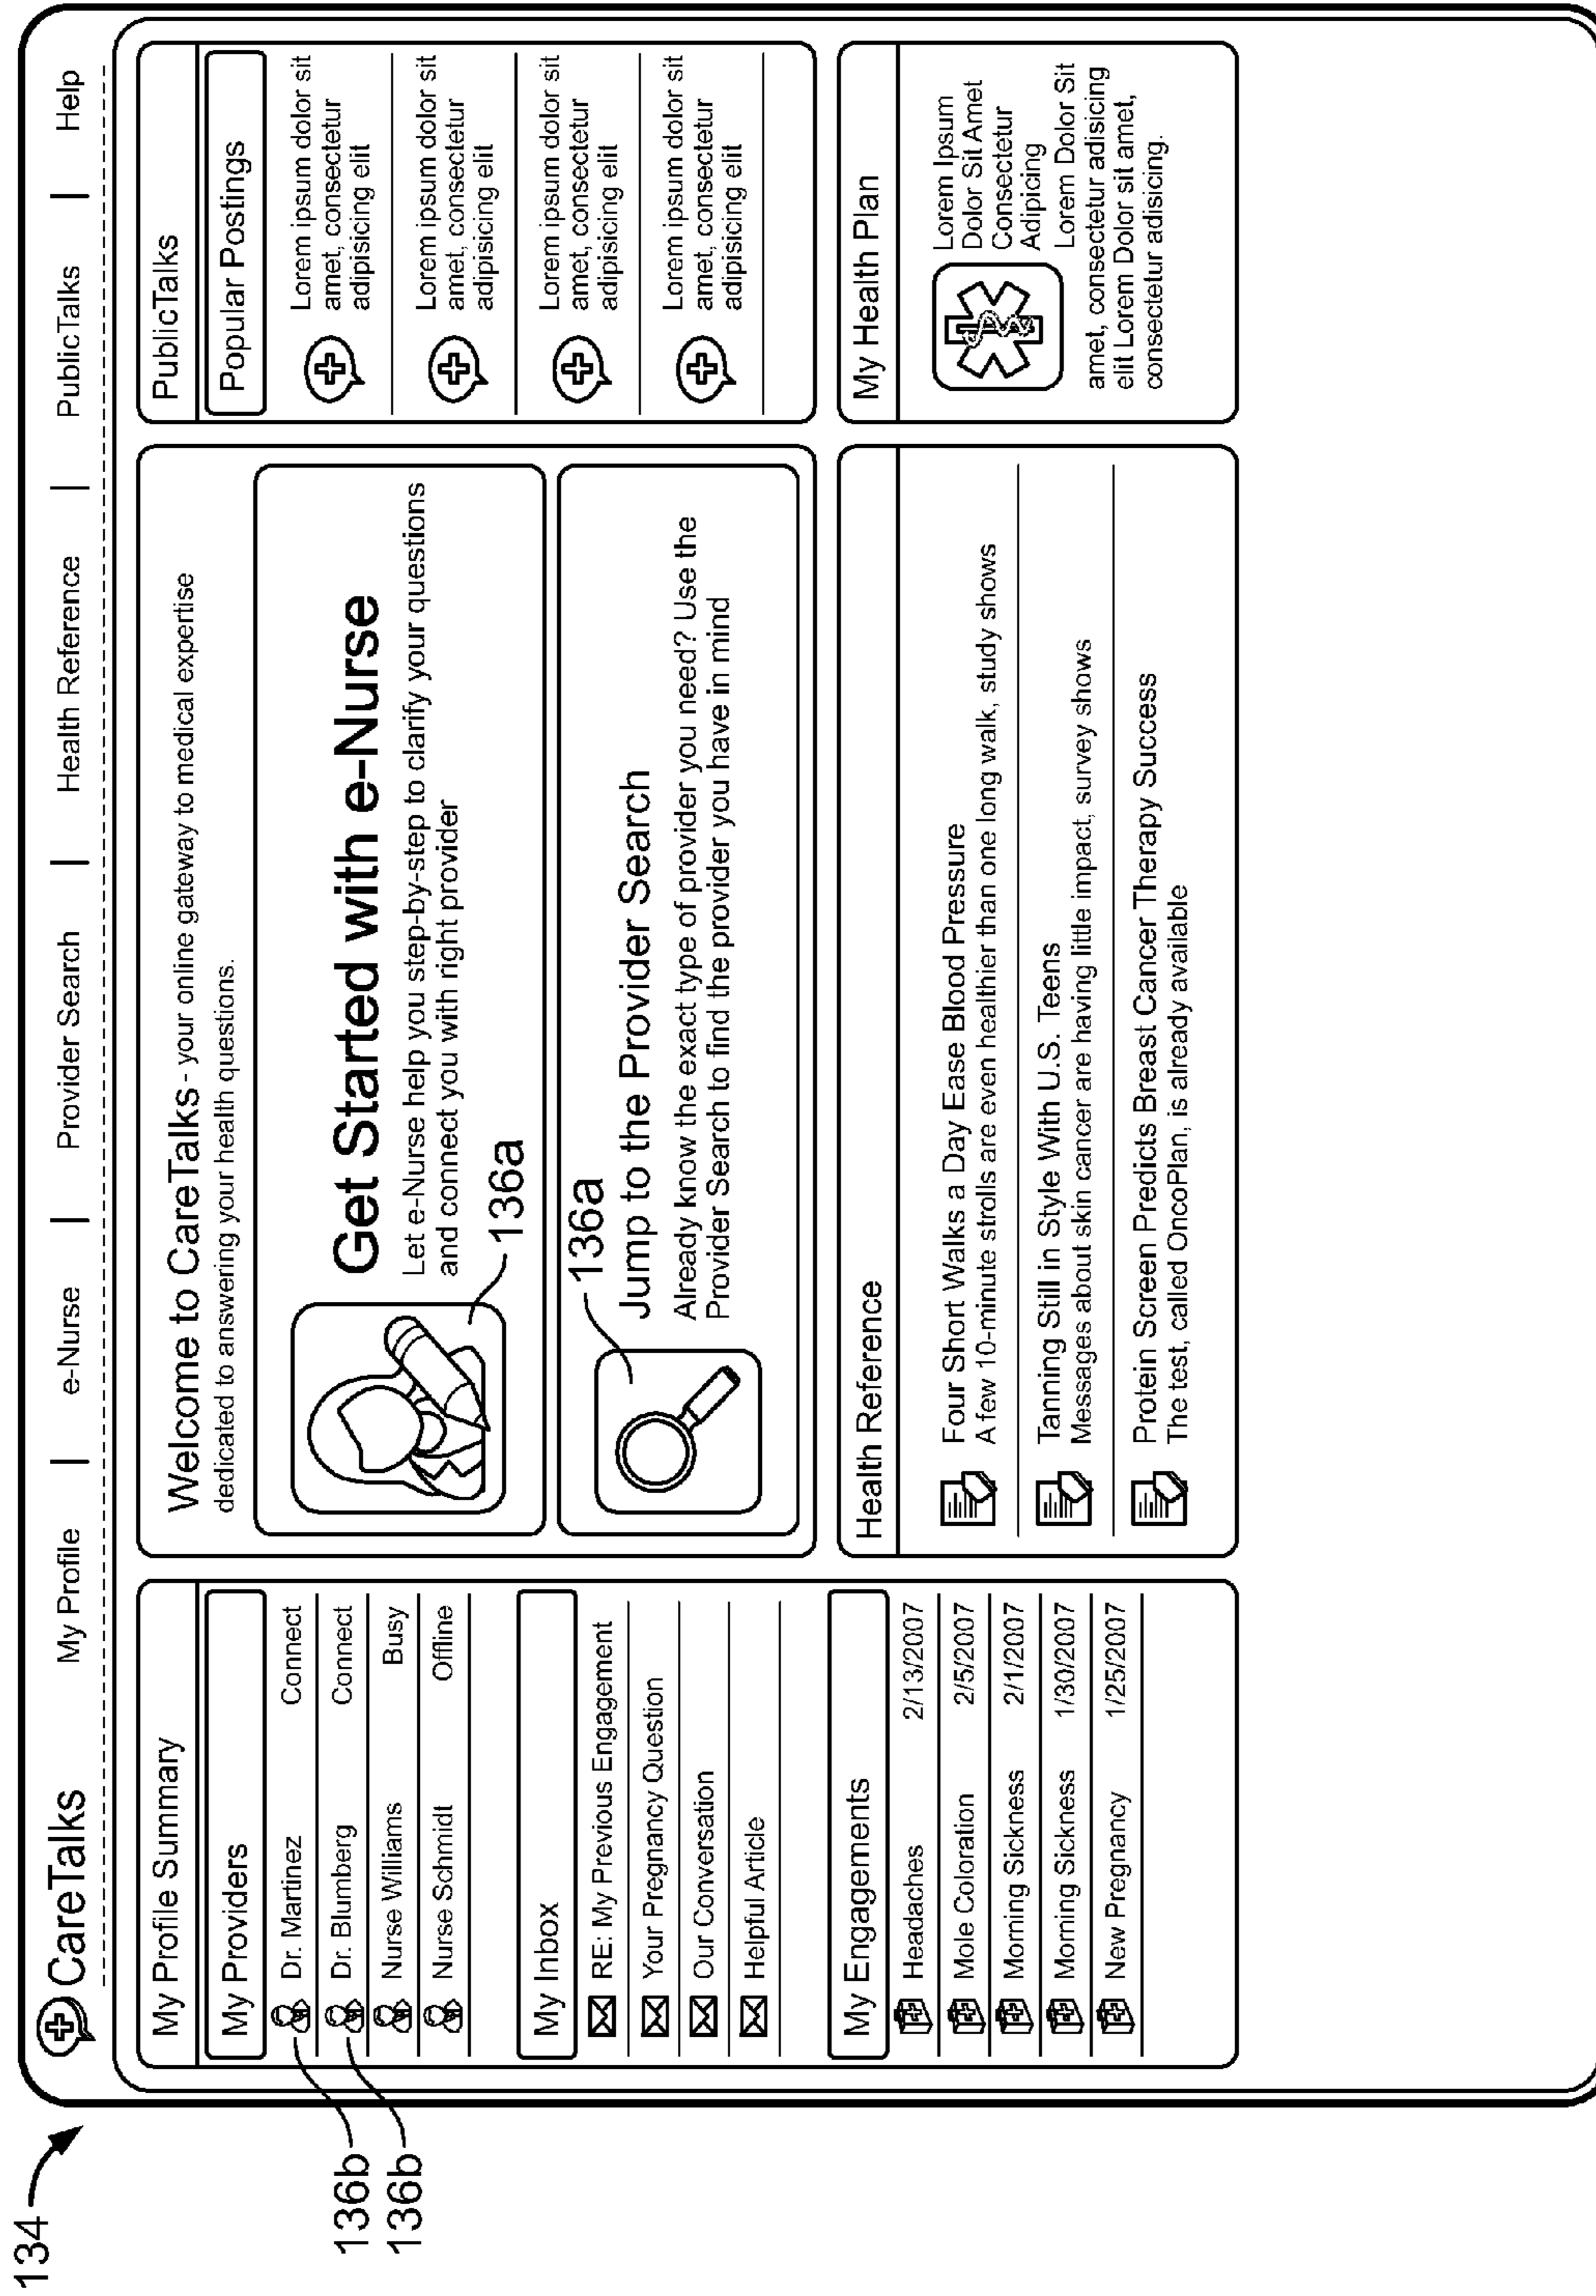 134
CareTalks
My Profile | e-Nurse | Provider Search | Health Reference | PublicTalks | Help
My Profile Summary
My Providers
Dr. Martinez Connect
Dr. Blumberg Connect
Nurse Williams Busy
Nurse Schmidt Offline
136b
136b
My Inbox
RE: My Previous Engagement
Your Pregnancy Question
Our Conversation
Helpful Article
My Engagements
Headaches 2/13/2007
Mole Coloration 2/5/2007
Morning Sickness 2/1/2007
Morning Sickness 1/30/2007
New Pregnancy 1/25/2007
Welcome to CareTalks - your online gateway to medical expertise
dedicated to answering your health questions.
Get Started with e-Nurse
Let e-Nurse help you step-by-step to clarify your questions
and connect you with right provider
136a
136a
Jump to the Provider Search
Already know the exact type of provider you need? Use the
Provider Search to find the provider you have in mind
Health Reference
Four Short Walks a Day Ease Blood Pressure
A few 10-minute strolls are even healthier than one long walk, study shows
Tanning Still in Style With U.S. Teens
Messages about skin cancer are having little impact, survey shows
Protein Screen Predicts Breast Cancer Therapy Success
The test, called OncoPlan, is already available
PublicTalks
Popular Postings
Lorem ipsum dolor sit
amet, consectetur
adipisicing elit
Lorem ipsum dolor sit
amet, consectetur
adipisicing elit
Lorem ipsum dolor sit
amet, consectetur
adipisicing elit
Lorem ipsum dolor sit
amet, consectetur
adipisicing elit
My Health Plan
Lorem Ipsum
Dolor Sit Amet
Consectetur
Adipicing
Lorem Dolor Sit
amet, consectetur adisicing
elit Lorem Dolor sit amet,
consectetur adisicing.